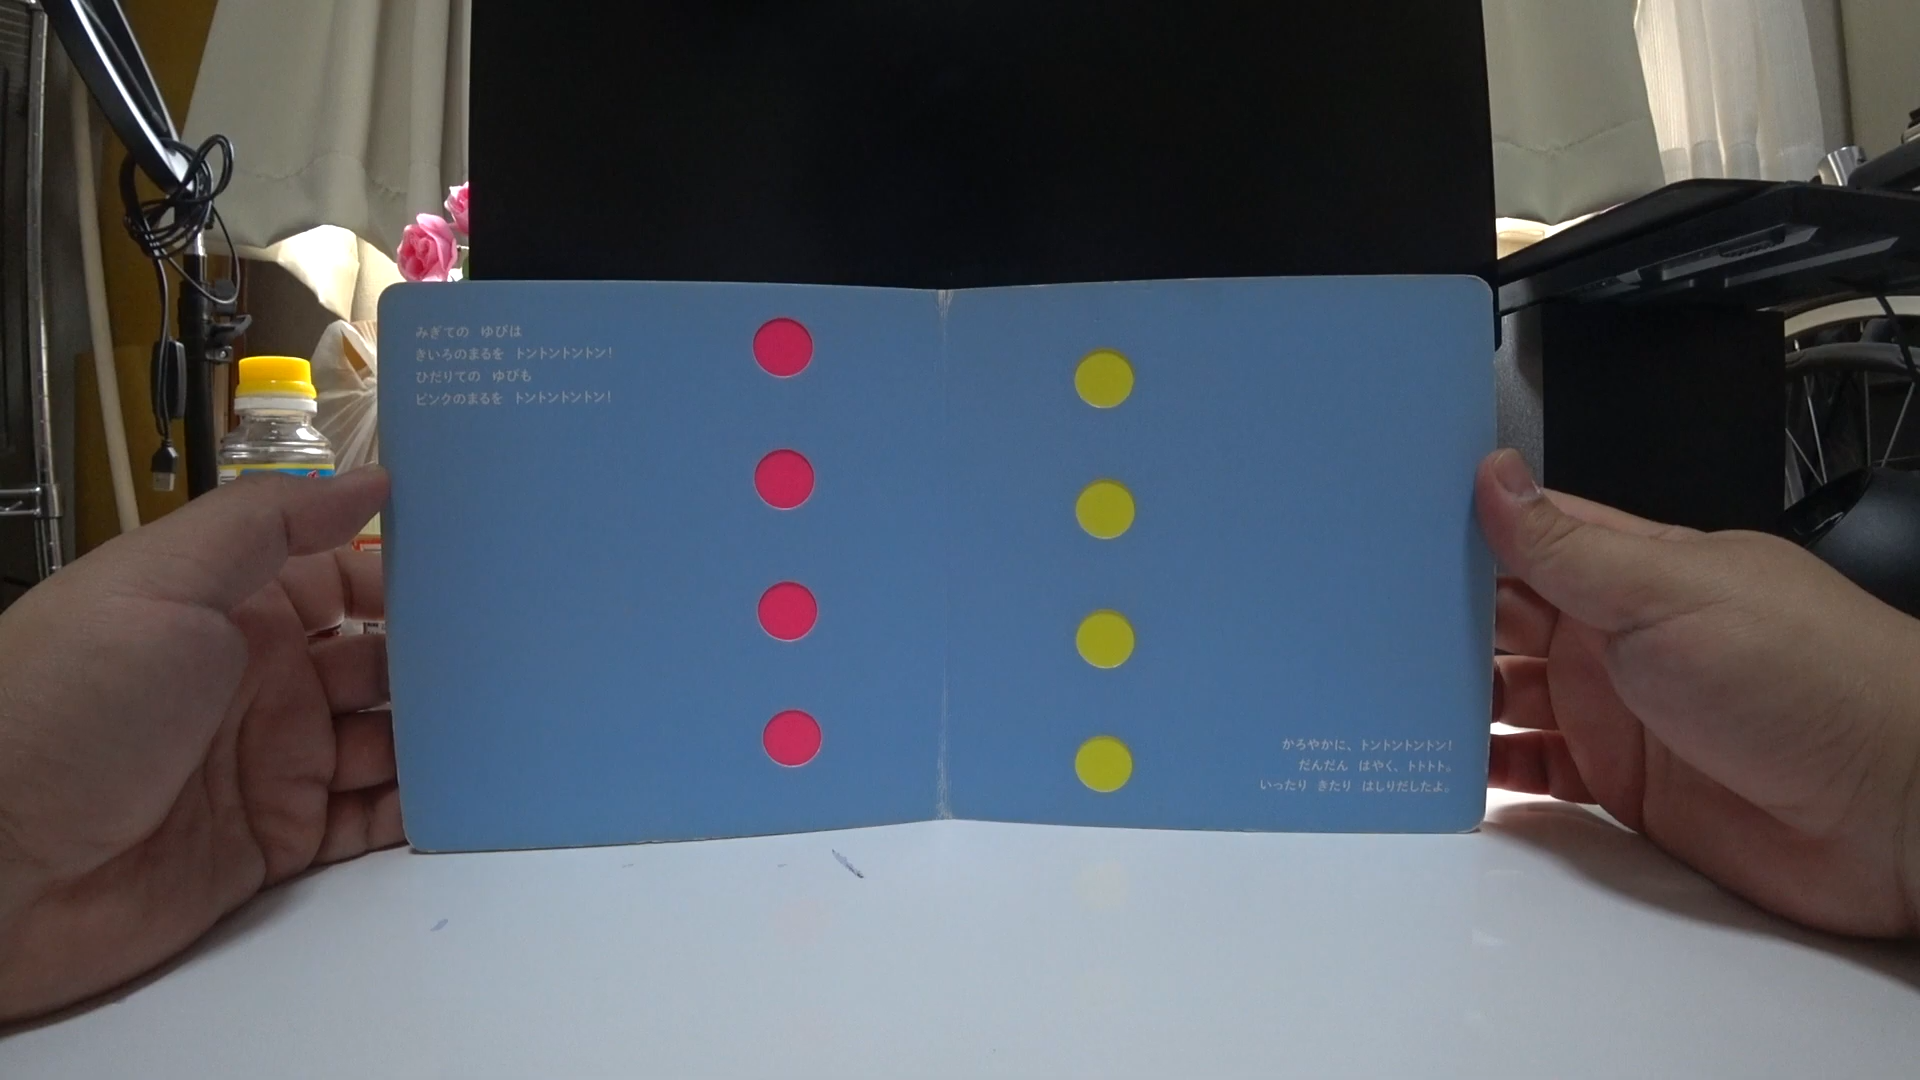 みぎての　ゆびは
きいろのまるを　トントントントン！
ひだりての　ゆびも
ピンクのまるを　トントントントン！
かろやかに、トントントントン！
だんだん　はやく、トトトト。
いったり　きたり　はしりだしたよ。